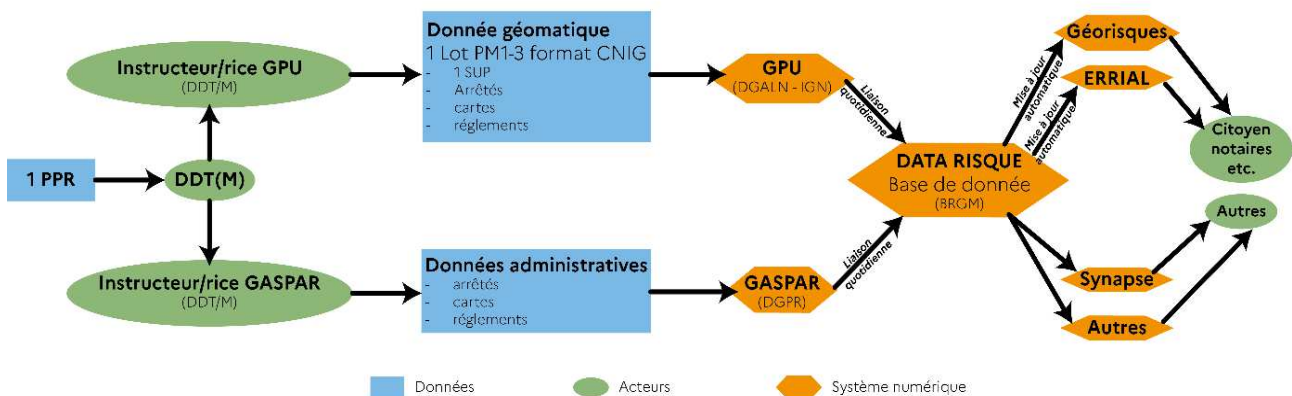 1 PPR
DDT(M)
Instructeur/rice GPU
(DDT/M)
Donnée géomatique
1 Lot PM1-3 format CNIG
- 1 SUP
- Arrêtés
- cartes
- réglements
GPU
(DGALN - IGN)
Liaison
quotidienne
Instructeur/rice GASPAR
(DDT/M)
Données administratives
- arrêtés
- cartes
- réglements
GASPAR
(DGPR)
Liaison
quotidienne
DATA RISQUE
Base de donnée
(BRGM)
Mise à jour
automatique
Mise à jour
automatique
Géorisques
ERRIAL
Citoyen
notaires
etc.
Synapse
Autres
Autres
Données
Acteurs
Système numérique